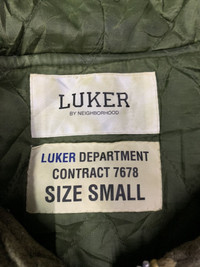 LUKER
BY NEIGHBORHOOD
LUKER DEPARTMENT
CONTRACT 7678
SIZE SMALL